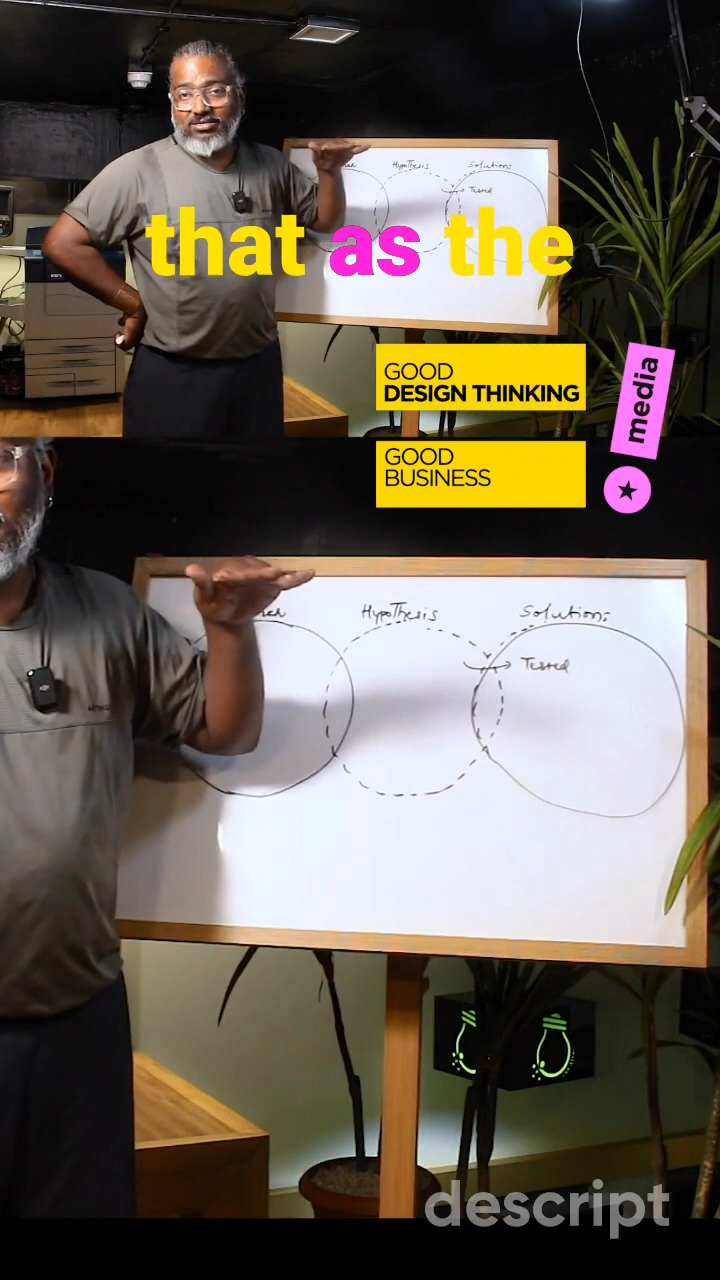 Hypothesis
Solutions
Tested
that as the
GOOD
DESIGN THINKING
media
GOOD
BUSINESS
Hypothesis
Solutions
Tested
descript